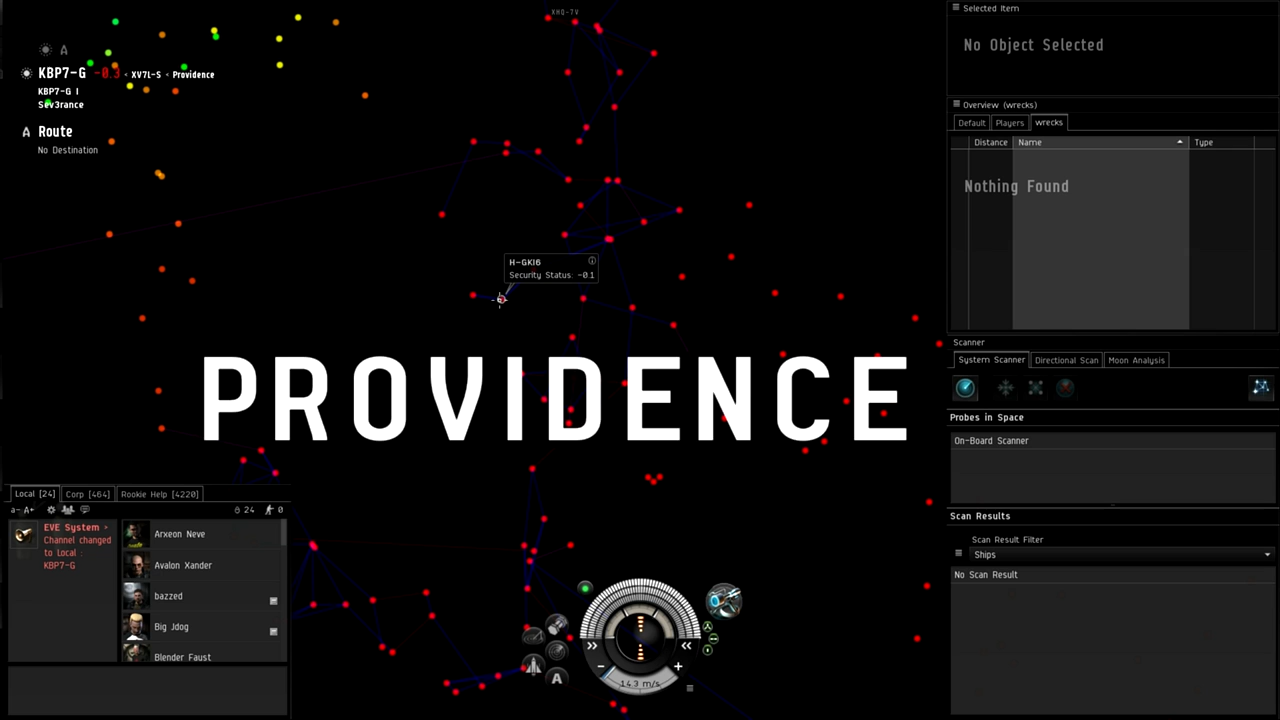 XHQ-7V
A
KBP7-G -0.3 < XV7L-S < Providence
KBP7-G I
Sev3rance
A Route
No Destination
H-GKI6
Security Status: -0.1
PROVIDENCE
Selected Item
No Object Selected
Overview (wrecks)
Default Players wrecks
Distance Name Type
Nothing Found
Scanner
System Scanner Directional Scan Moon Analysis
Probes in Space
On-Board Scanner
Scan Results
Scan Result Filter
Ships
No Scan Result
Local [24] Corp [464] Rookie Help [4220]
a- A+ 24 0
EVE System >
Channel changed
to Local :
KBP7-G
Arxeon Neve
Avalon Xander
bazzed
Big Jdog
Blender Faust
A
14.3 m/s